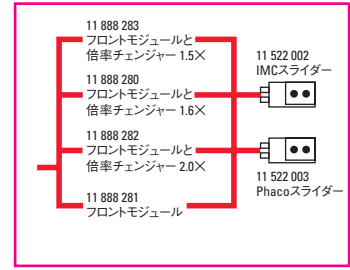 11 888 283
フロントモジュールと
倍率チェンジャー 1.5×
11 888 280
フロントモジュールと
倍率チェンジャー 1.6×
11 888 282
フロントモジュールと
倍率チェンジャー 2.0×
11 888 281
フロントモジュール
11 522 002
IMCスライダー
11 522 003
Phacoスライダー